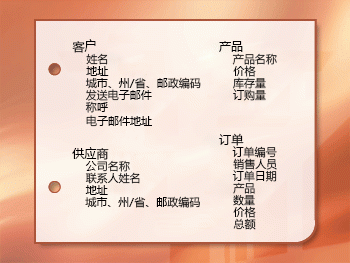 客户
姓名
地址
城市、州/省、邮政编码
发送电子邮件
称呼
电子邮件地址
供应商
公司名称
联系人姓名
地址
城市、州/省、邮政编码
产品
产品名称
价格
库存量
订购量
订单
订单编号
销售人员
订单日期
产品
数量
价格
总额